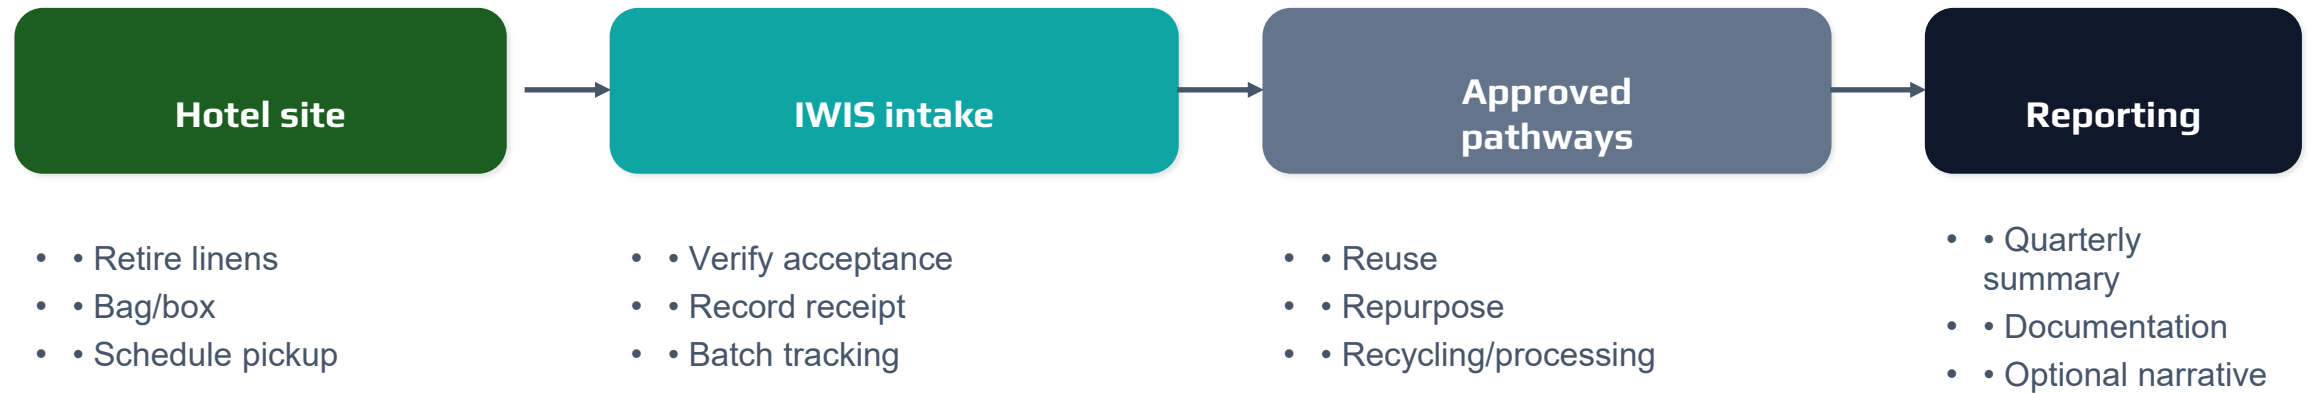 Hotel site
IWIS intake
Approved
pathways
Reporting
• • Retire linens
• • Bag/box
• • Schedule pickup
• • Verify acceptance
• • Record receipt
• • Batch tracking
• • Reuse
• • Repurpose
• • Recycling/processing
• • Quarterly
summary
• • Documentation
• • Optional narrative